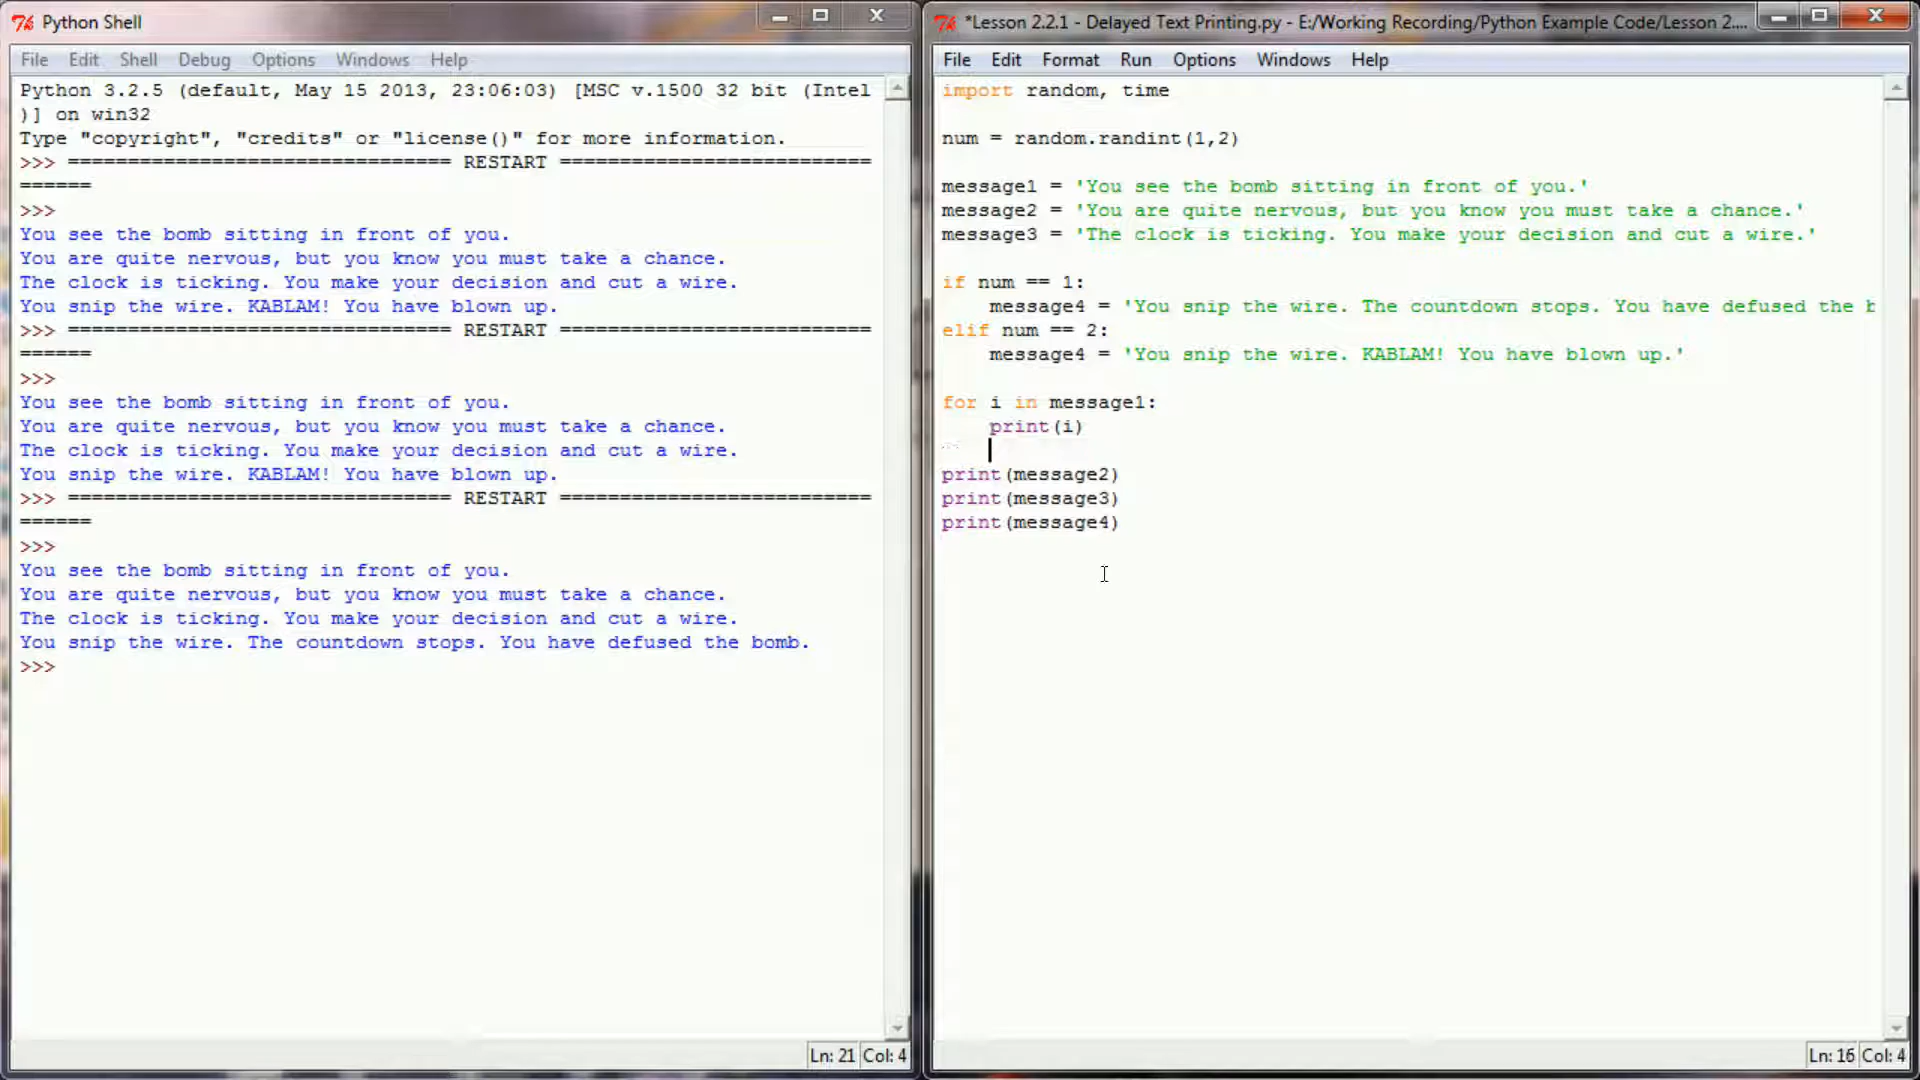 Python Shell
File Edit Shell Debug Options Windows Help
Python 3.2.5 (default, May 15 2013, 23:06:03) [MSC v.1500 32 bit (Intel
)] on win32
Type "copyright", "credits" or "license()" for more information.
>>> ================================ RESTART ==========================
======
>>>
You see the bomb sitting in front of you.
You are quite nervous, but you know you must take a chance.
The clock is ticking. You make your decision and cut a wire.
You snip the wire. KABLAM! You have blown up.
>>> ================================ RESTART ==========================
======
>>>
You see the bomb sitting in front of you.
You are quite nervous, but you know you must take a chance.
The clock is ticking. You make your decision and cut a wire.
You snip the wire. KABLAM! You have blown up.
>>> ================================ RESTART ==========================
======
>>>
You see the bomb sitting in front of you.
You are quite nervous, but you know you must take a chance.
The clock is ticking. You make your decision and cut a wire.
You snip the wire. The countdown stops. You have defused the bomb.
>>>
Ln: 21 Col: 4
*Lesson 2.2.1 - Delayed Text Printing.py - E:/Working Recording/Python Example Code/Lesson 2....
File Edit Format Run Options Windows Help
import random, time
num = random.randint(1,2)
message1 = 'You see the bomb sitting in front of you.'
message2 = 'You are quite nervous, but you know you must take a chance.'
message3 = 'The clock is ticking. You make your decision and cut a wire.'
if num == 1:
    message4 = 'You snip the wire. The countdown stops. You have defused the b
elif num == 2:
    message4 = 'You snip the wire. KABLAM! You have blown up.'
for i in message1:
    print(i)
print(message2)
print(message3)
print(message4)
Ln: 16 Col: 4